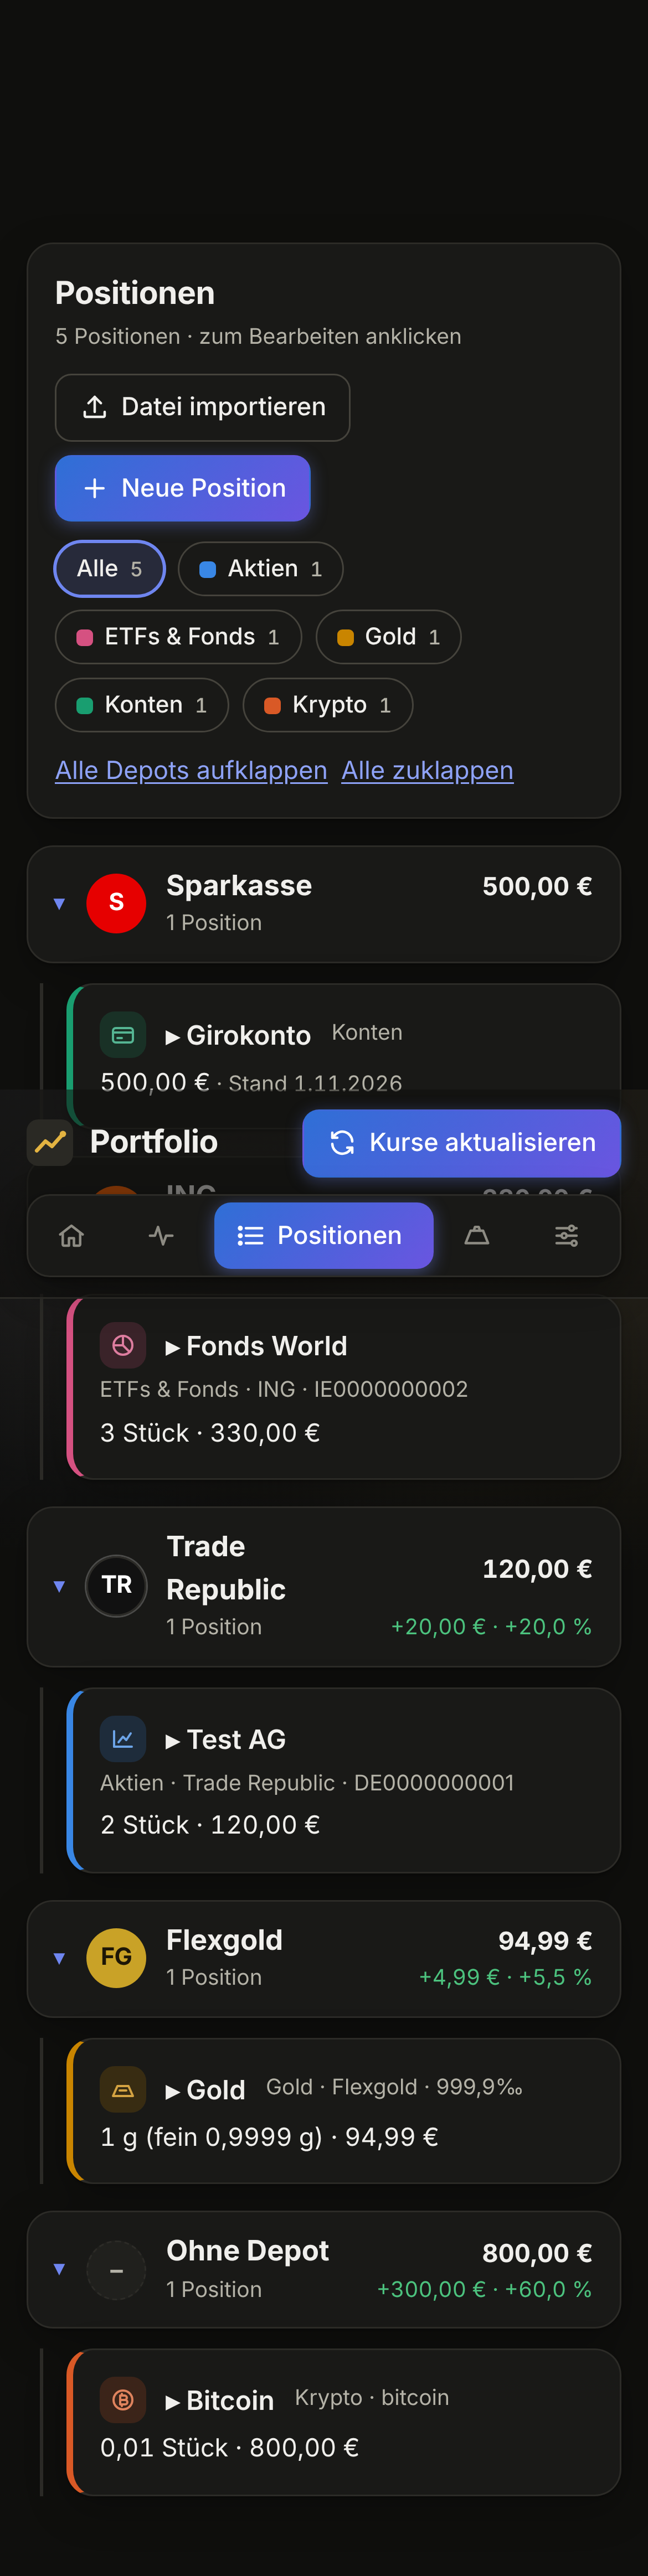 Positionen
5 Positionen · zum Bearbeiten anklicken
Datei importieren
Neue Position
Alle 5 Aktien 1
ETFs & Fonds 1 Gold 1
Konten 1 Krypto 1
Alle Depots aufklappen Alle zuklappen
S Sparkasse 500,00 €
1 Position
▸ Girokonto Konten
500,00 € · Stand 1.11.2026
Portfolio Kurse aktualisieren
ING
Positionen
▸ Fonds World
ETFs & Fonds · ING · IE0000000002
3 Stück · 330,00 €
TR Trade Republic 120,00 €
1 Position +20,00 € · +20,0 %
▸ Test AG
Aktien · Trade Republic · DE0000000001
2 Stück · 120,00 €
FG Flexgold 94,99 €
1 Position +4,99 € · +5,5 %
▸ Gold Gold · Flexgold · 999,9‰
1 g (fein 0,9999 g) · 94,99 €
– Ohne Depot 800,00 €
1 Position +300,00 € · +60,0 %
▸ Bitcoin Krypto · bitcoin
0,01 Stück · 800,00 €